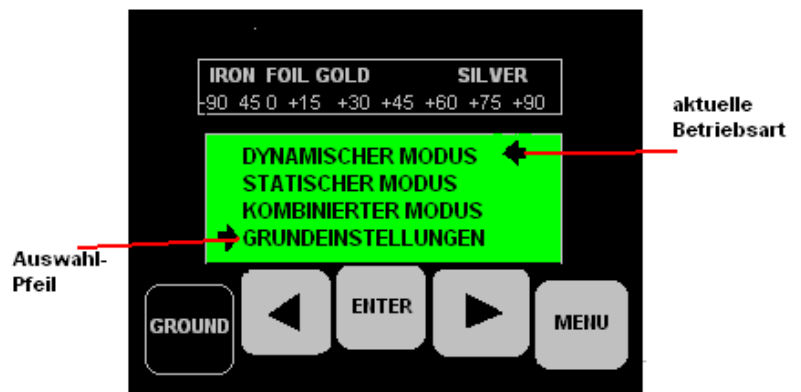 IRON FOIL GOLD SILVER
-90 45 0 +15 +30 +45 +60 +75 +90
aktuelle
Betriebsart
DYNAMISCHER MODUS
STATISCHER MODUS
KOMBINIERTER MODUS
GRUNDEINSTELLUNGEN
Auswahl-
Pfeil
GROUND
ENTER
MENU